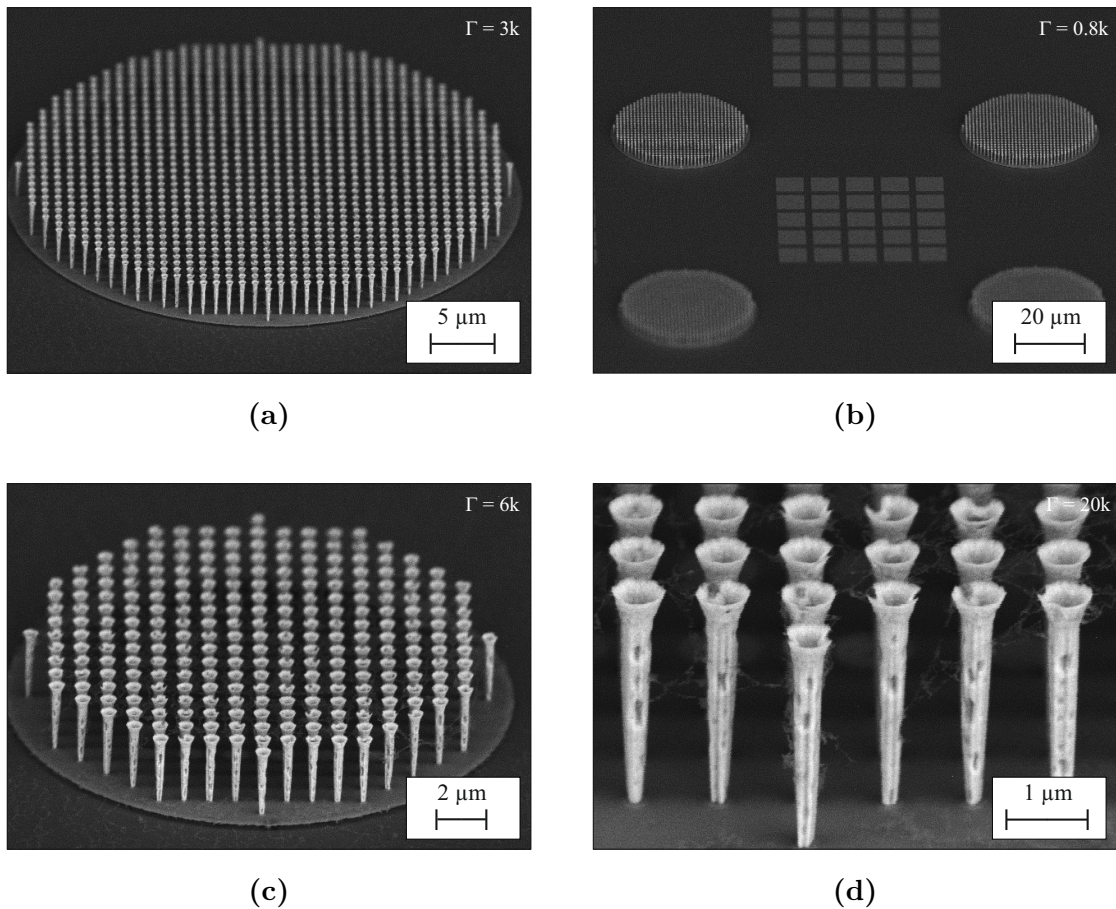 Γ = 3k
5 µm
(a)
Γ = 0.8k
20 µm
(b)
Γ = 6k
2 µm
(c)
Γ = 20k
1 µm
(d)